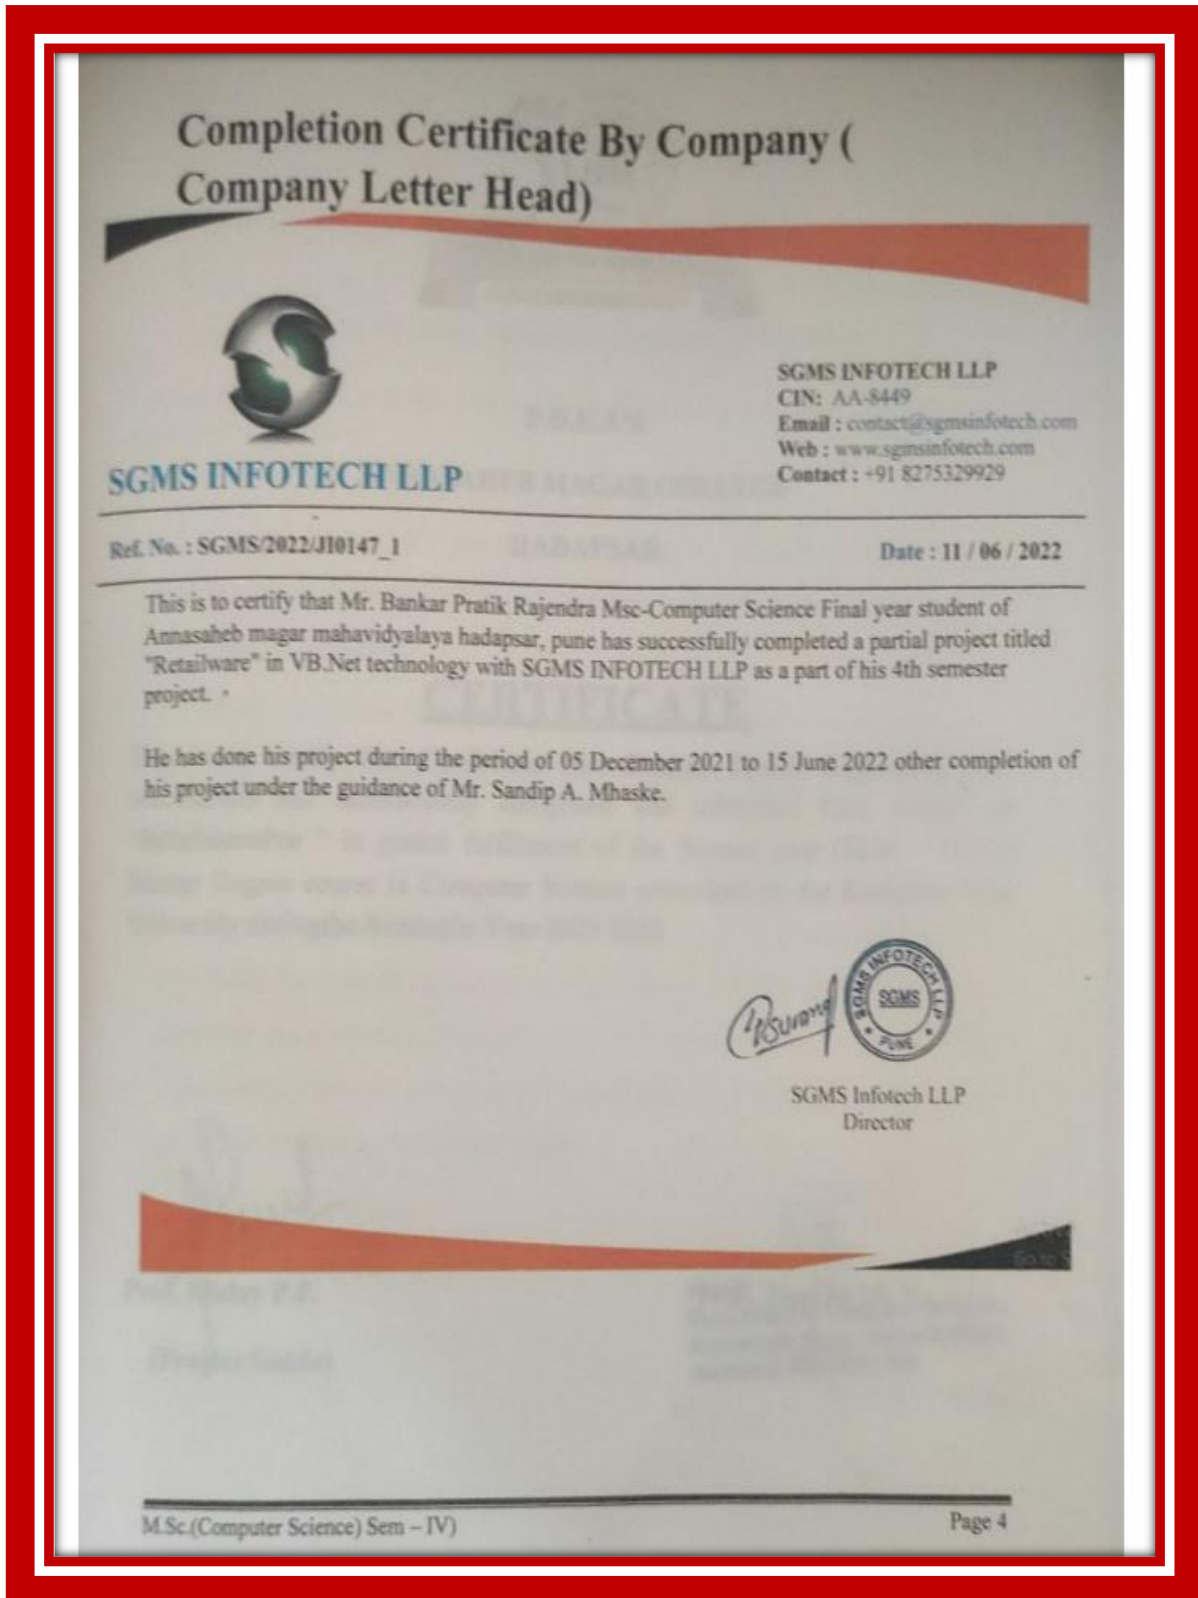 Completion Certificate By Company (
Company Letter Head)
SGMS INFOTECH LLP
SGMS INFOTECH LLP
CIN: AA-8449
Email : contact@sgmsinfotech.com
Web : www.sgmsinfotech.com
Contact : +91 8275329929
Ref. No. : SGMS/2022/JI0147_1
Date : 11 / 06 / 2022
This is to certify that Mr. Bankar Pratik Rajendra Msc-Computer Science Final year student of
Annasaheb magar mahavidyalaya hadapsar, pune has successfully completed a partial project titled
"Retailware" in VB.Net technology with SGMS INFOTECH LLP as a part of his 4th semester
project.
He has done his project during the period of 05 December 2021 to 15 June 2022 other completion of
his project under the guidance of Mr. Sandip A. Mhaske.
SGMS INFOTECH LLP
SGMS
PUNE
SGMS Infotech LLP
Director
M.Sc.(Computer Science) Sem – IV)
Page 4